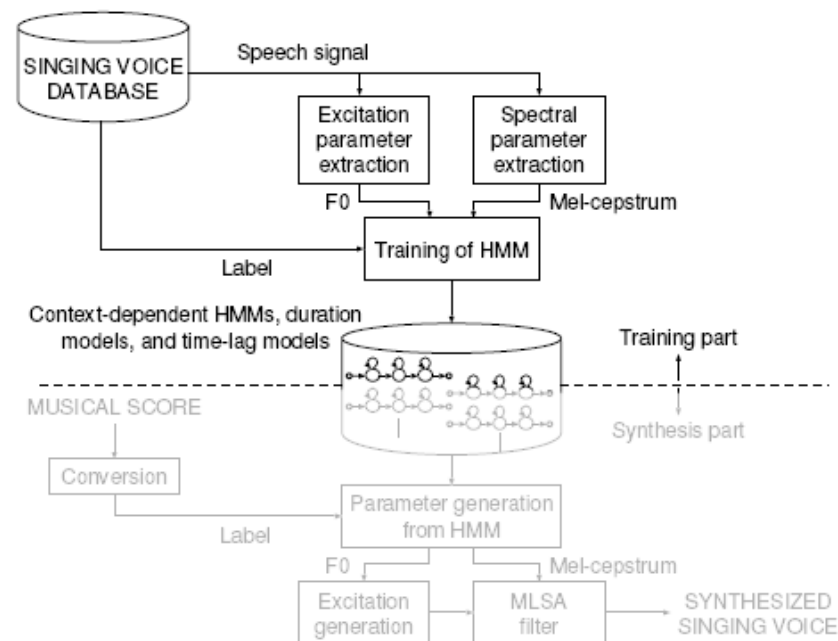 SINGING VOICE
DATABASE
Speech signal
Excitation
parameter
extraction
Spectral
parameter
extraction
F0
Mel-cepstrum
Training of HMM
Label
Context-dependent HMMs, duration
models, and time-lag models
Training part
MUSICAL SCORE
Synthesis part
Conversion
Parameter generation
from HMM
Label
F0
Mel-cepstrum
Excitation
generation
MLSA
filter
SYNTHESIZED
SINGING VOICE